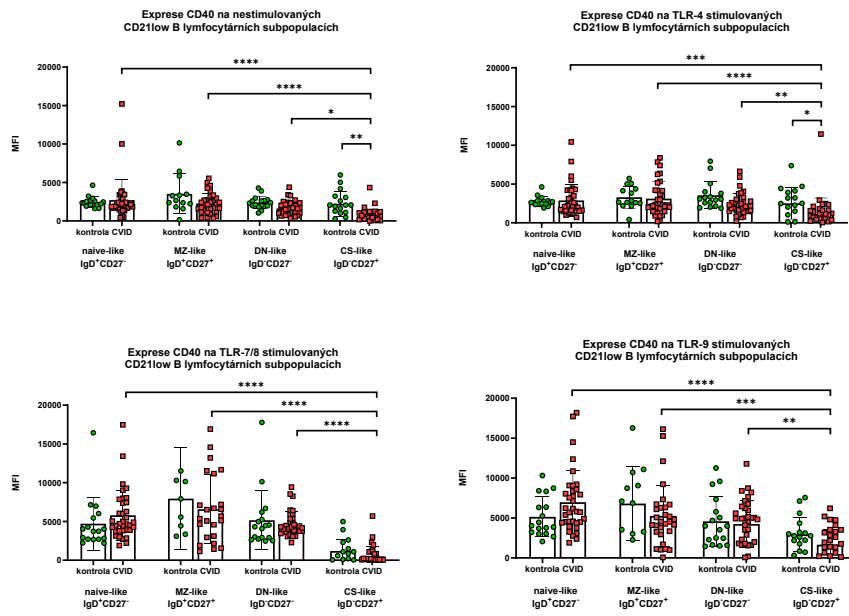 Exprese CD40 na nestimulovaných
CD21low B lymfocytárních subpopulacích
20000
15000
10000
5000
0
MFI
****
****
*
**
kontrola CVID
kontrola CVID
kontrola CVID
kontrola CVID
naive-like
IgD⁺CD27⁻
MZ-like
IgD⁺CD27⁺
DN-like
IgD⁻CD27⁻
CS-like
IgD⁻CD27⁺
Exprese CD40 na TLR-4 stimulovaných
CD21low B lymfocytárních subpopulacích
20000
15000
10000
5000
0
MFI
***
****
**
*
kontrola CVID
kontrola CVID
kontrola CVID
kontrola CVID
naive-like
IgD⁺CD27⁻
MZ-like
IgD⁺CD27⁺
DN-like
IgD⁻CD27⁻
CS-like
IgD⁻CD27⁺
Exprese CD40 na TLR-7/8 stimulovaných
CD21low B lymfocytárních subpopulacích
20000
15000
10000
5000
0
MFI
****
****
****
kontrola CVID
kontrola CVID
kontrola CVID
kontrola CVID
naive-like
IgD⁺CD27⁻
MZ-like
IgD⁺CD27⁺
DN-like
IgD⁻CD27⁻
CS-like
IgD⁻CD27⁺
Exprese CD40 na TLR-9 stimulovaných
CD21low B lymfocytárních subpopulacích
20000
15000
10000
5000
0
MFI
****
***
**
kontrola CVID
kontrola CVID
kontrola CVID
kontrola CVID
naive-like
IgD⁺CD27⁻
MZ-like
IgD⁺CD27⁺
DN-like
IgD⁻CD27⁻
CS-like
IgD⁻CD27⁺